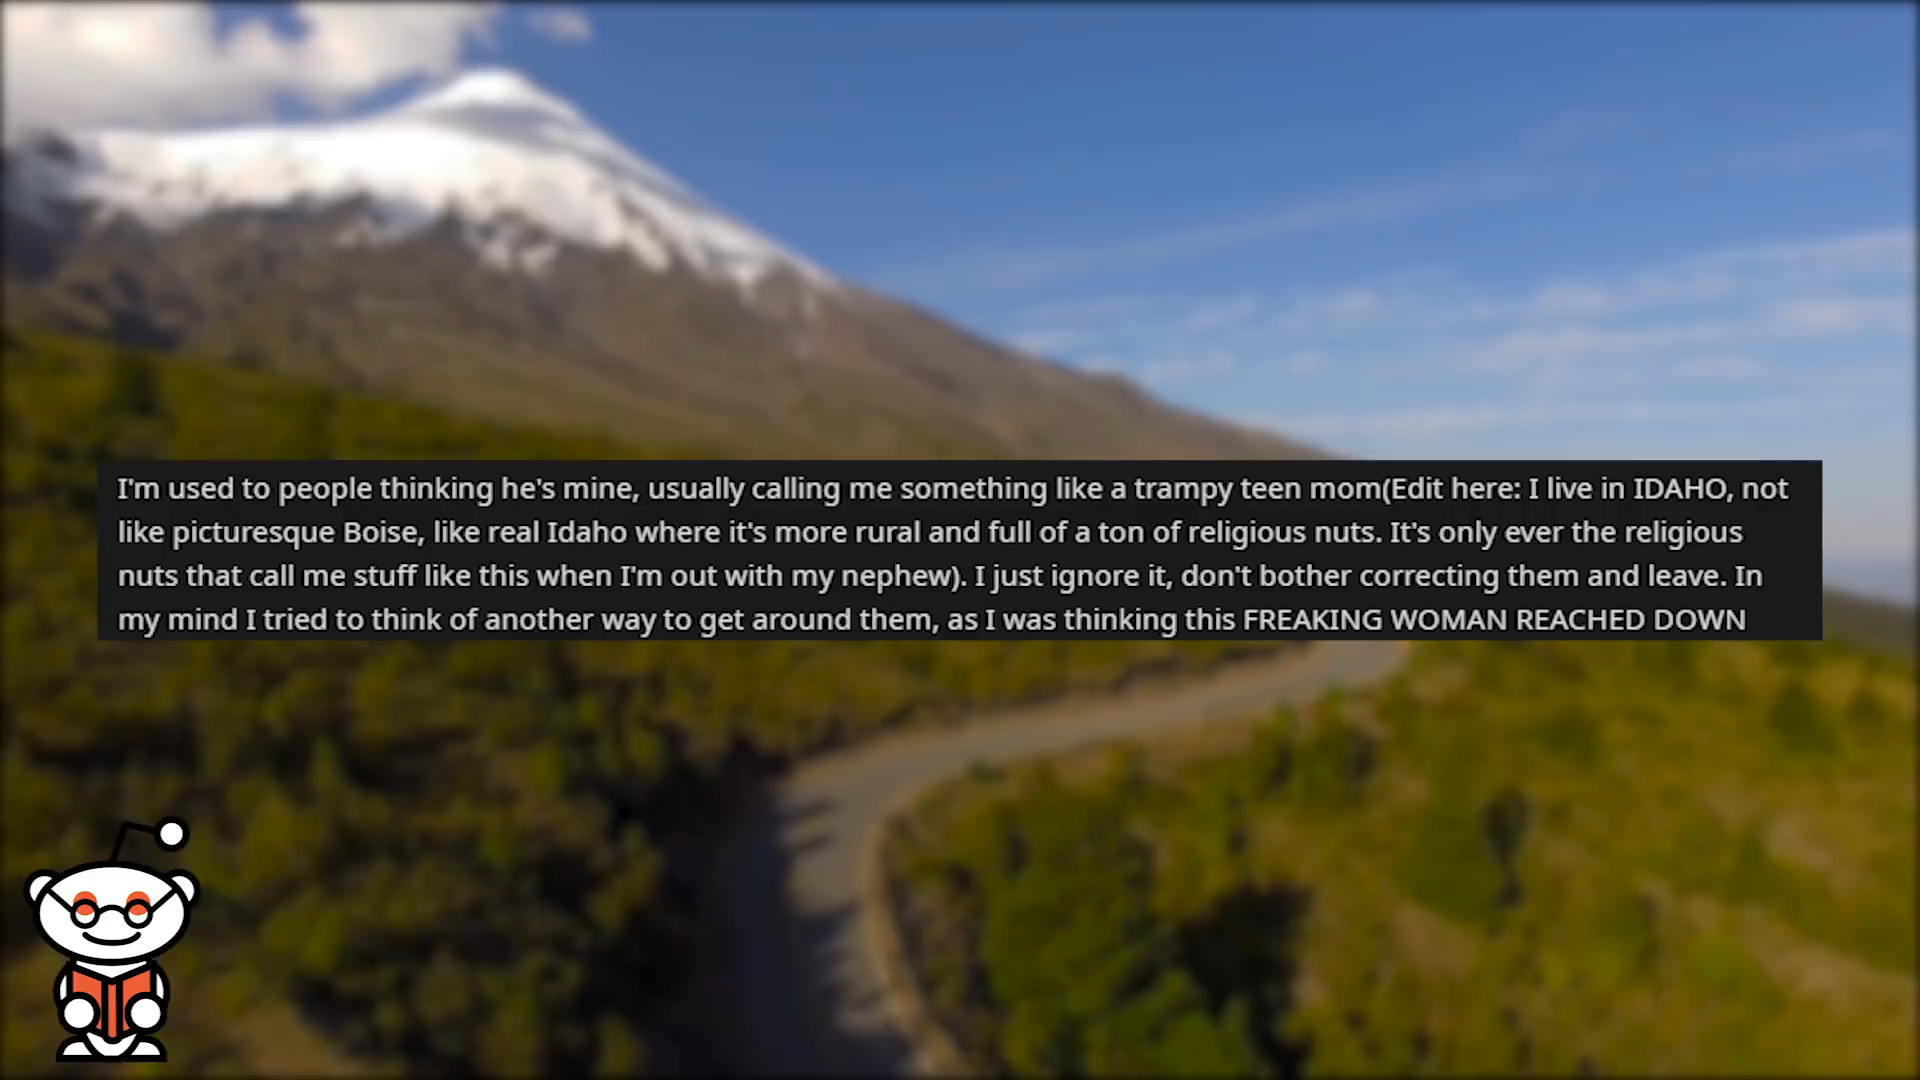 I'm used to people thinking he's mine, usually calling me something like a trampy teen mom(Edit here: I live in IDAHO, not
like picturesque Boise, like real Idaho where it's more rural and full of a ton of religious nuts. It's only ever the religious
nuts that call me stuff like this when I'm out with my nephew). I just ignore it, don't bother correcting them and leave. In
my mind I tried to think of another way to get around them, as I was thinking this FREAKING WOMAN REACHED DOWN